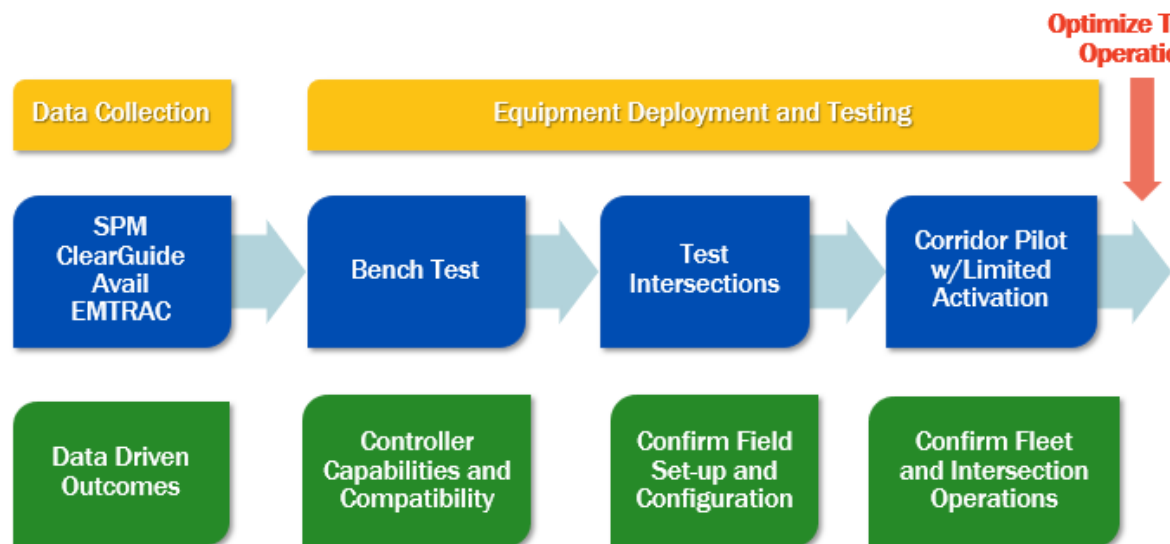 Optimize
Data Collection
Equipment Deployment and Testing
SPM
ClearGuide
Avail
EMTRAC
Bench Test
Test
Intersections
Corridor Pilot
w/Limited
Activation
Data Driven
Outcomes
Controller
Capabilities and
Compatibility
Confirm Field
Set-up and
Configuration
Confirm Fleet
and Intersection
Operations